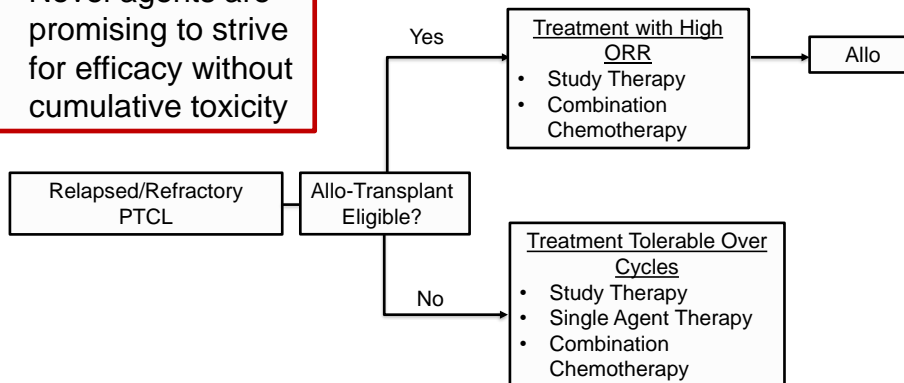 Novel agents are
promising to strive
for efficacy without
cumulative toxicity
Yes
Treatment with High
ORR
• Study Therapy
• Combination
Chemotherapy
Allo
Relapsed/Refractory
PTCL
Allo-Transplant
Eligible?
No
Treatment Tolerable Over
Cycles
• Study Therapy
• Single Agent Therapy
• Combination
Chemotherapy